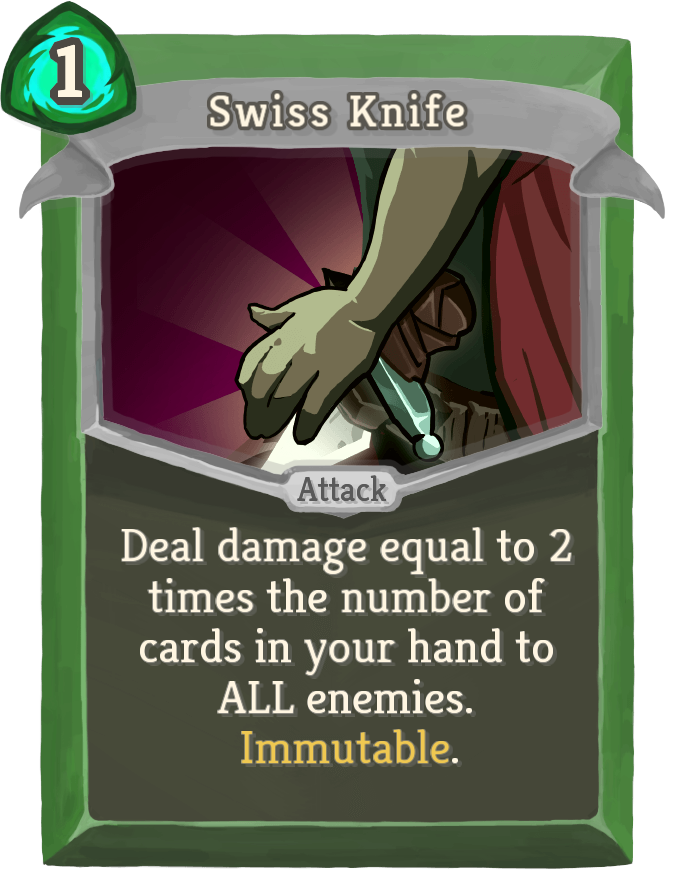 1
Swiss Knife
Attack
Deal damage equal to 2
times the number of
cards in your hand to
ALL enemies.
Immutable.